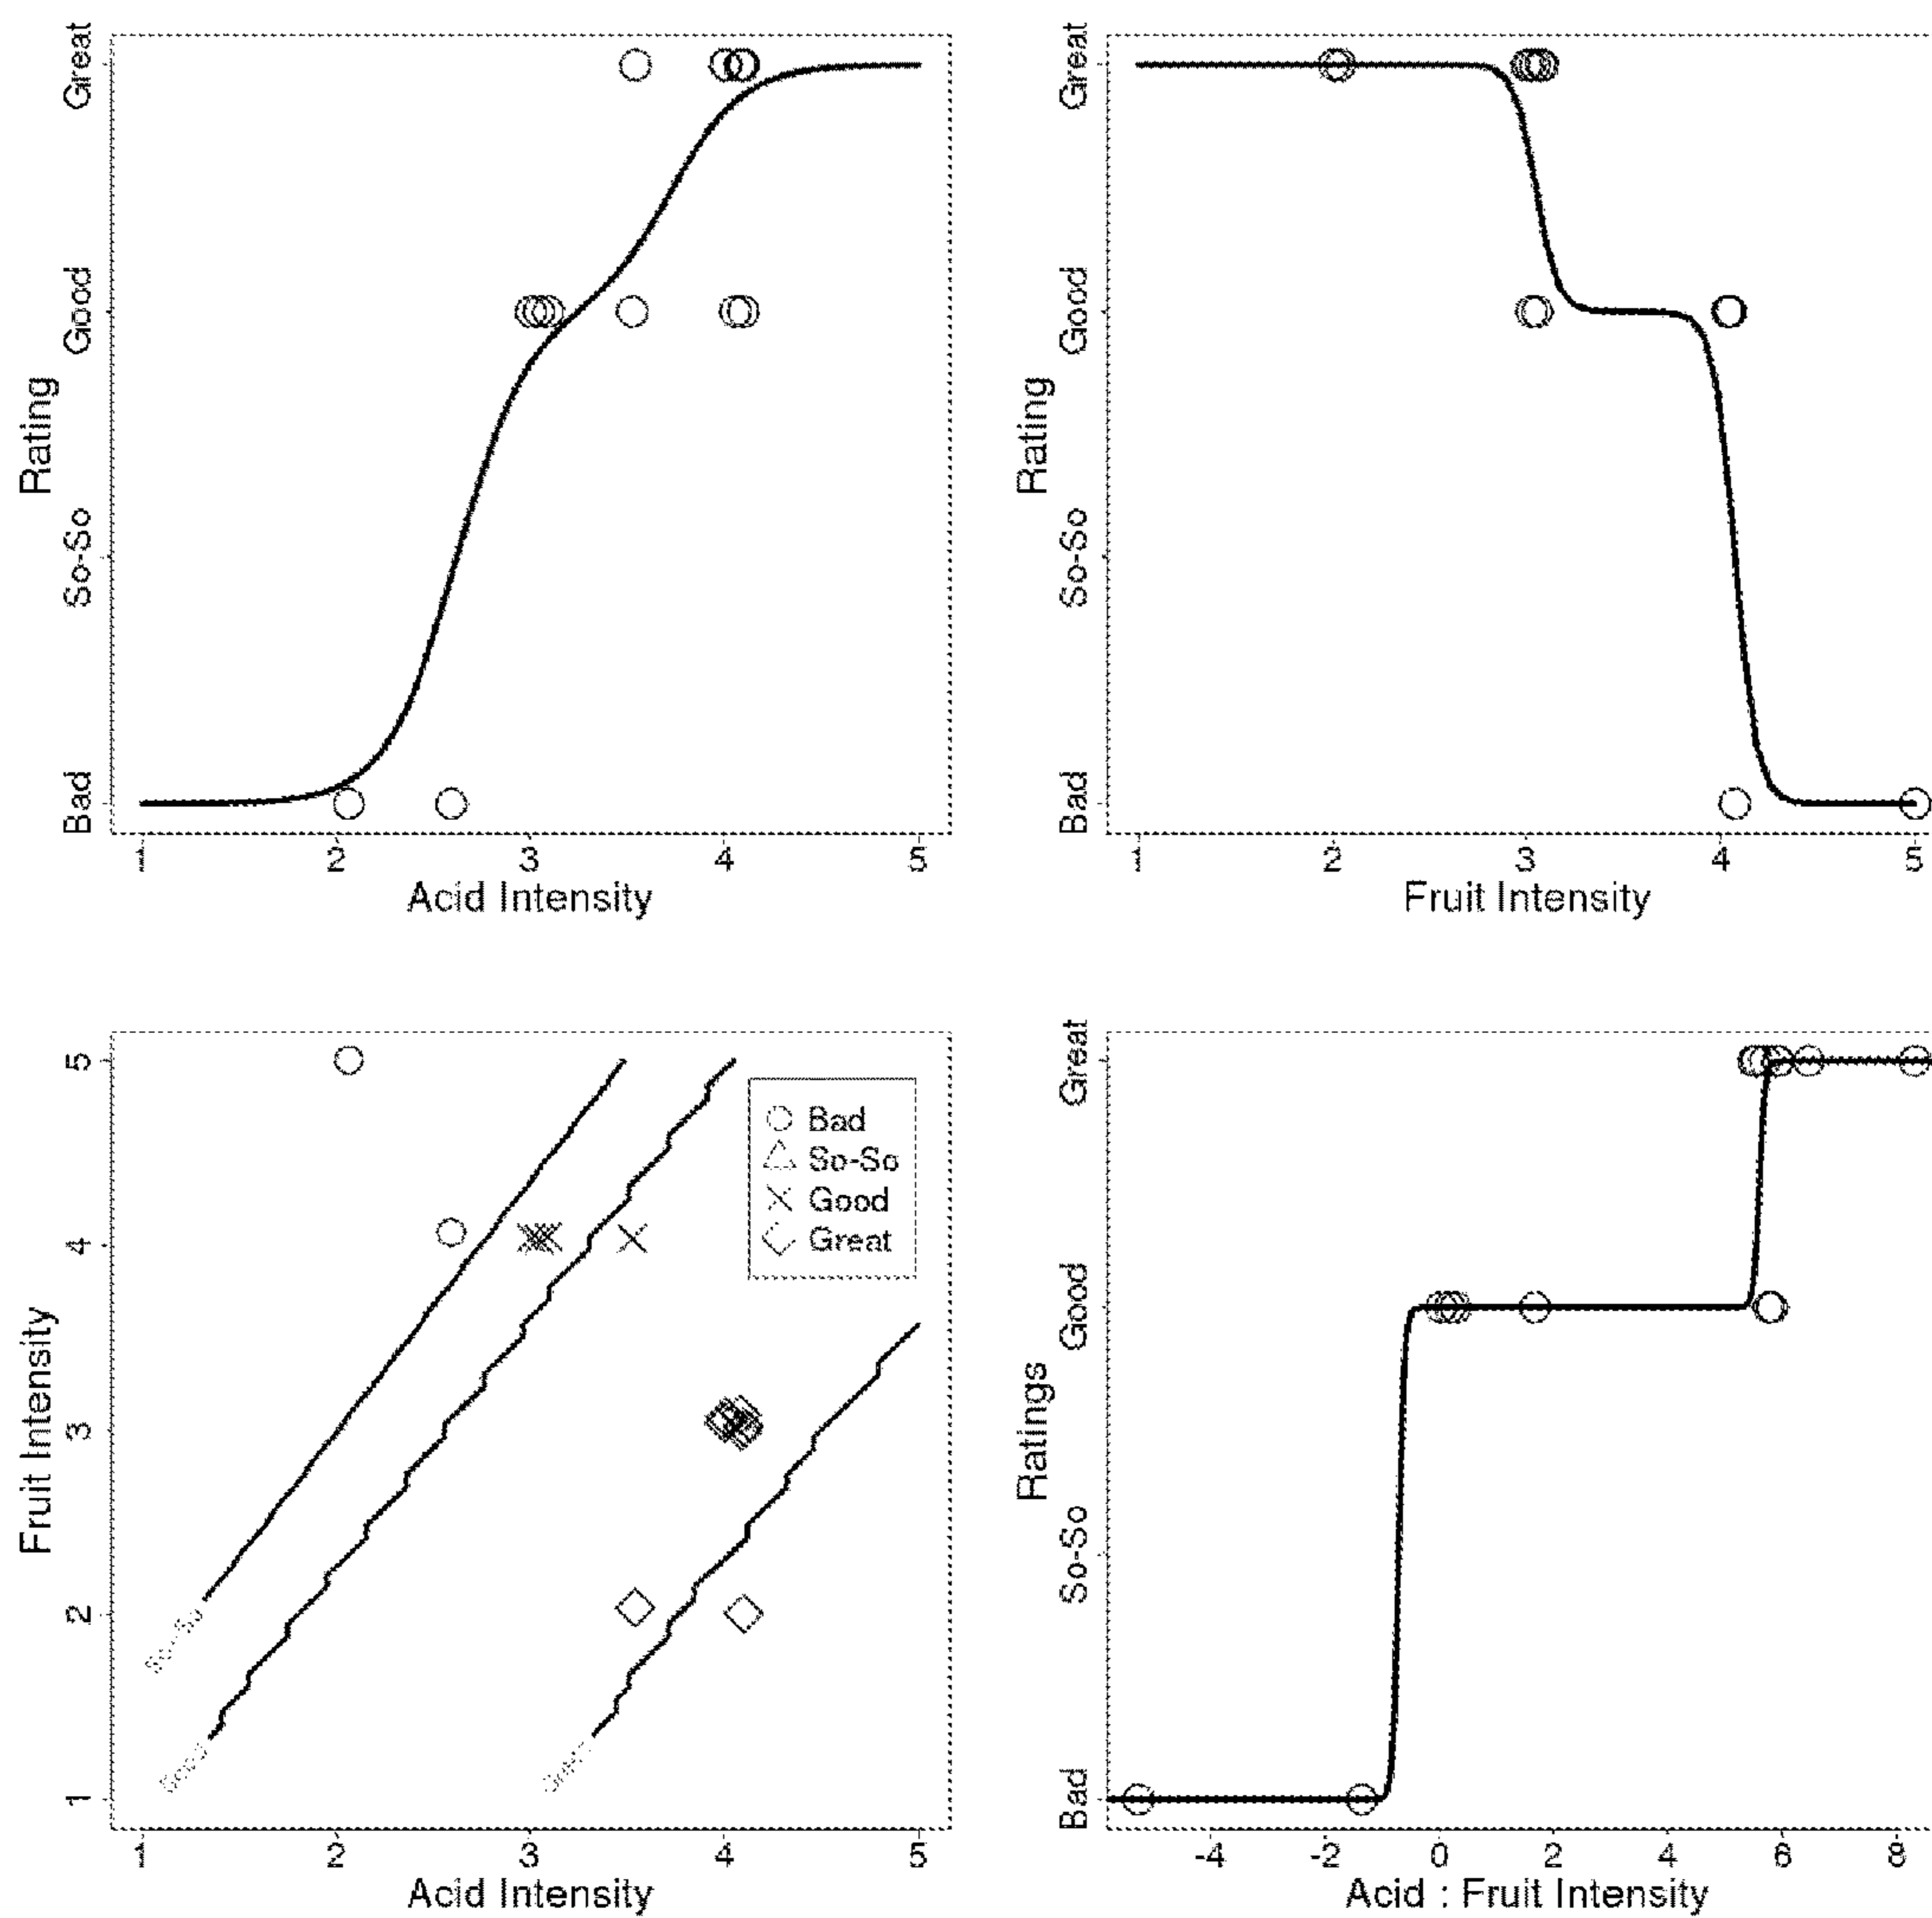 Great
Good
So-So
Bad
Rating
1 2 3 4 5
Acid Intensity
Great
Good
So-So
Bad
Rating
1 2 3 4 5
Fruit Intensity
5
4
3
2
1
Fruit Intensity
Bad
So-So
Good
Great
So-So
Good
1 2 3 4 5
Acid Intensity
Great
Good
So-So
Bad
Ratings
-4 -2 0 2 4 6 8
Acid : Fruit Intensity